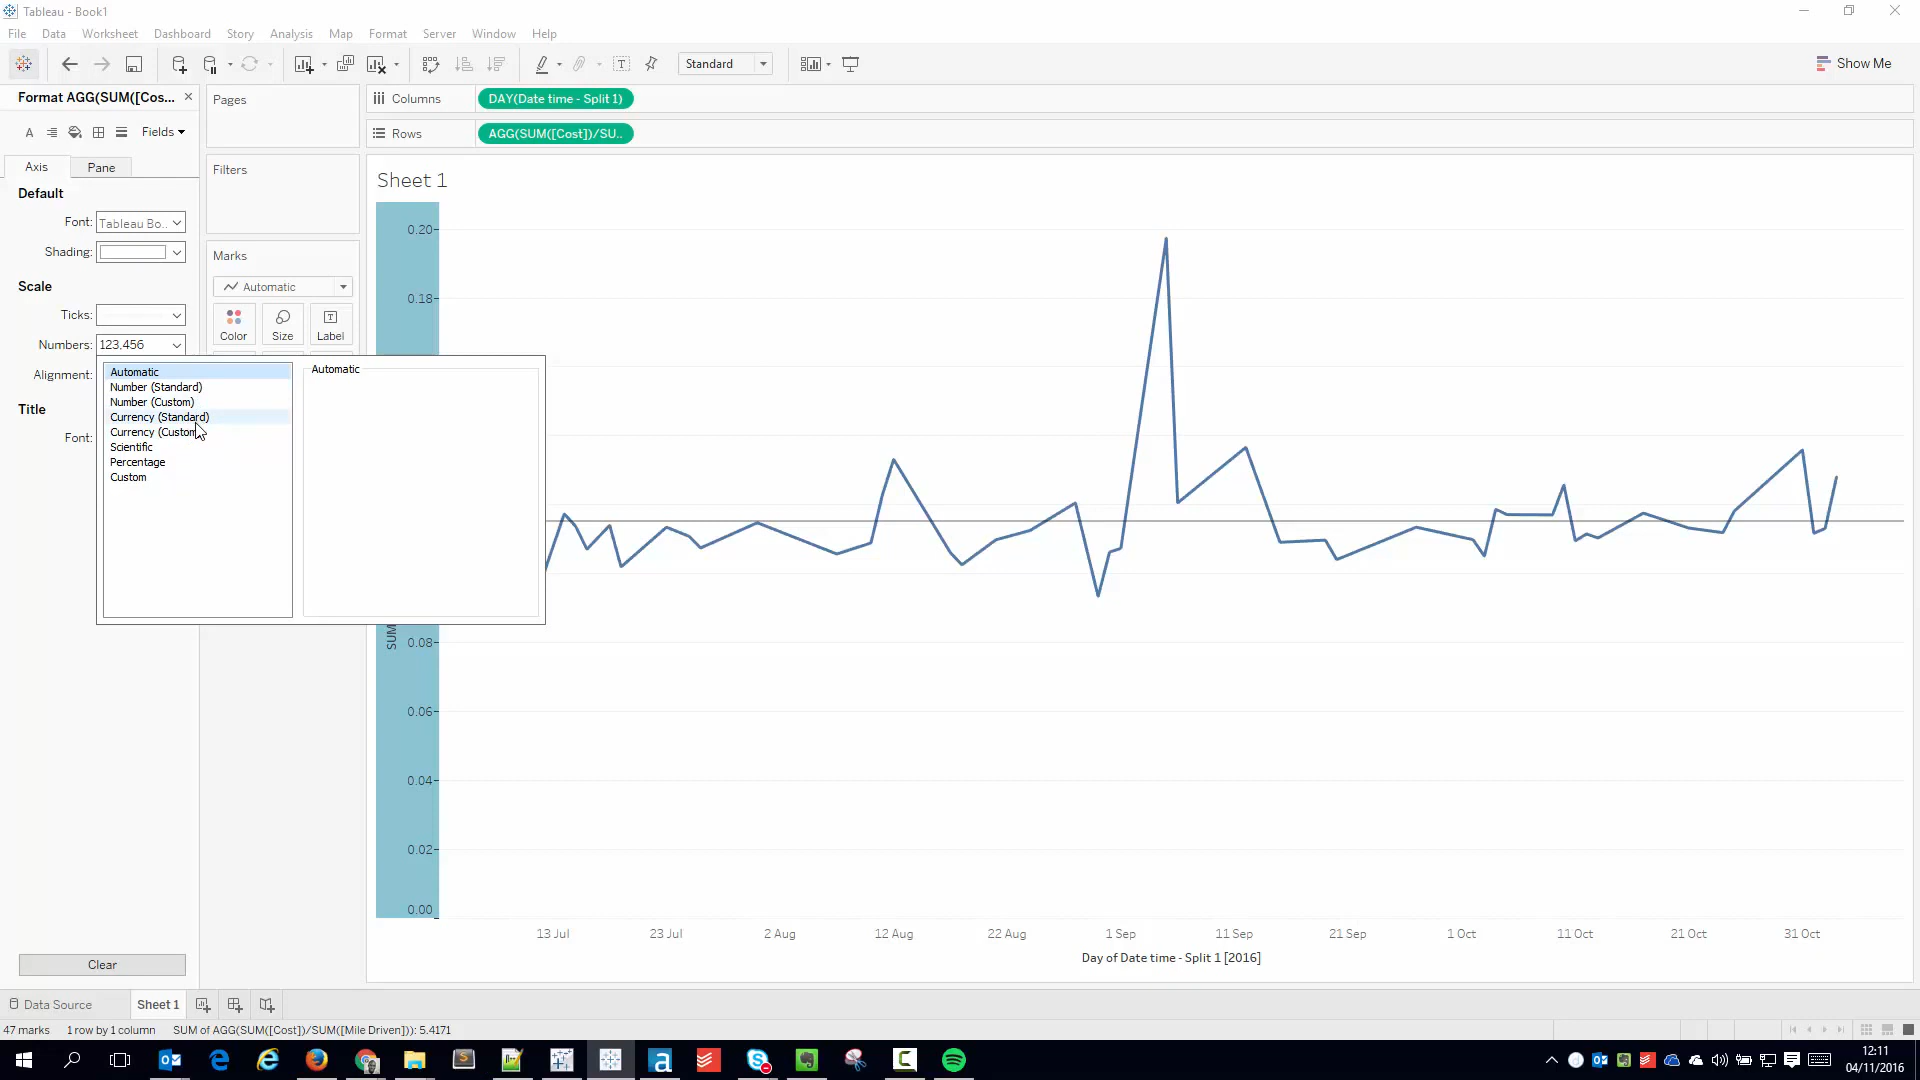 Tableau - Book1
File Data Worksheet Dashboard Story Analysis Map Format Server Window Help
Standard
Show Me
Format AGG(SUM([Cos...
Fields
Axis
Pane
Default
Font: Tableau Bo..
Shading:
Scale
Ticks:
Numbers: 123,456
Alignment:
Title
Font:
Automatic
Number (Standard)
Number (Custom)
Currency (Standard)
Currency (Custom
Scientific
Percentage
Custom
Automatic
Clear
Pages
Filters
Marks
Automatic
Color
Size
Label
Columns
DAY(Date time - Split 1)
Rows
AGG(SUM([Cost])/SU..
Sheet 1
0.20
0.18
SUM
0.08
0.06
0.04
0.02
0.00
13 Jul
23 Jul
2 Aug
12 Aug
22 Aug
1 Sep
11 Sep
21 Sep
1 Oct
11 Oct
21 Oct
31 Oct
Day of Date time - Split 1 [2016]
Data Source
Sheet 1
47 marks
1 row by 1 column
SUM of AGG(SUM([Cost])/SUM([Mile Driven])): 5.4171
12:11
04/11/2016